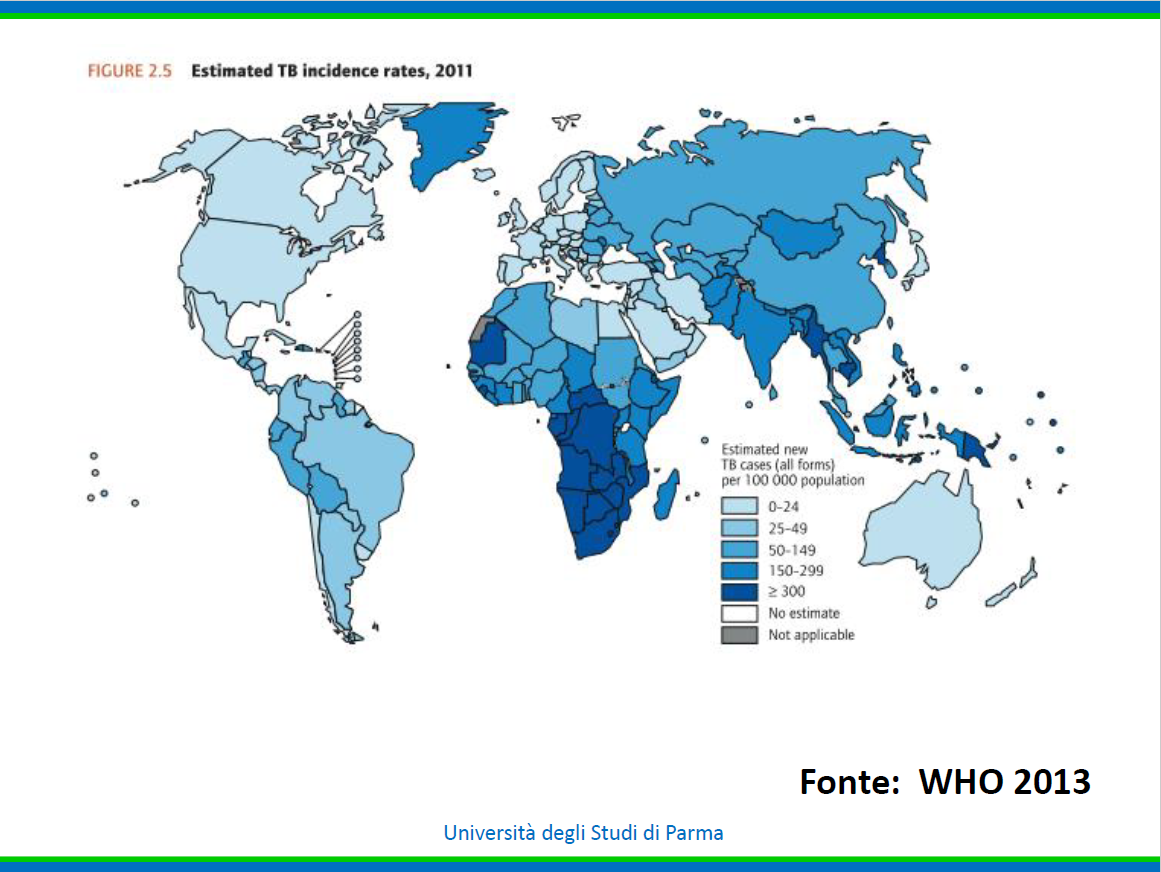 FIGURE 2.5 Estimated TB incidence rates, 2011
Estimated new
TB cases (all forms)
per 100 000 population
0–24
25–49
50–149
150–299
≥ 300
No estimate
Not applicable
Fonte: WHO 2013
Università degli Studi di Parma